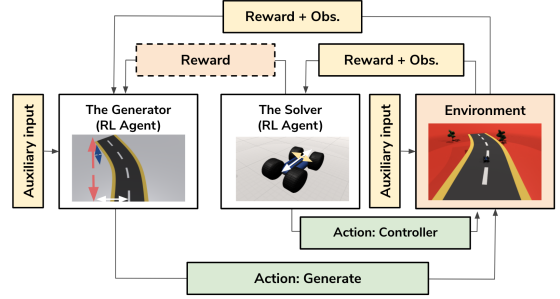 Reward + Obs.
Reward
Reward + Obs.
Auxiliary input
The Generator
(RL Agent)
The Solver
(RL Agent)
Auxiliary input
Environment
Action: Controller
Action: Generate